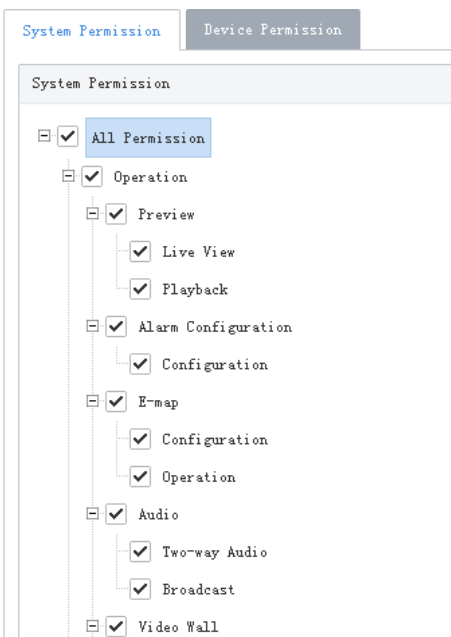 System Permission Device Permission
System Permission
All Permission
Operation
Preview
Live View
Playback
Alarm Configuration
Configuration
E-map
Configuration
Operation
Audio
Two-way Audio
Broadcast
Video Wall